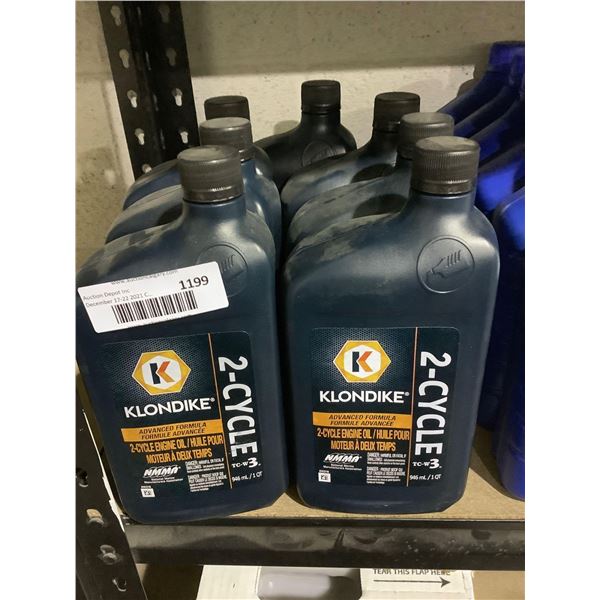 www.auctioncalgary.com
1199
Auction Depot Inc
December 17-22 2021 C...
K
KLONDIKE®
2-CYCLE
TC-W3®
ADVANCED FORMULA
FORMULE AVANCÉE
2-CYCLE ENGINE OIL / HUILE POUR
MOTEUR À DEUX TEMPS
NMMA®
946 mL / 1 QT
K
KLONDIKE®
2-CYCLE
TC-W3®
ADVANCED FORMULA
FORMULE AVANCÉE
2-CYCLE ENGINE OIL / HUILE POUR
MOTEUR À DEUX TEMPS
NMMA®
946 mL / 1 QT
TEAR THIS FLAP HERE